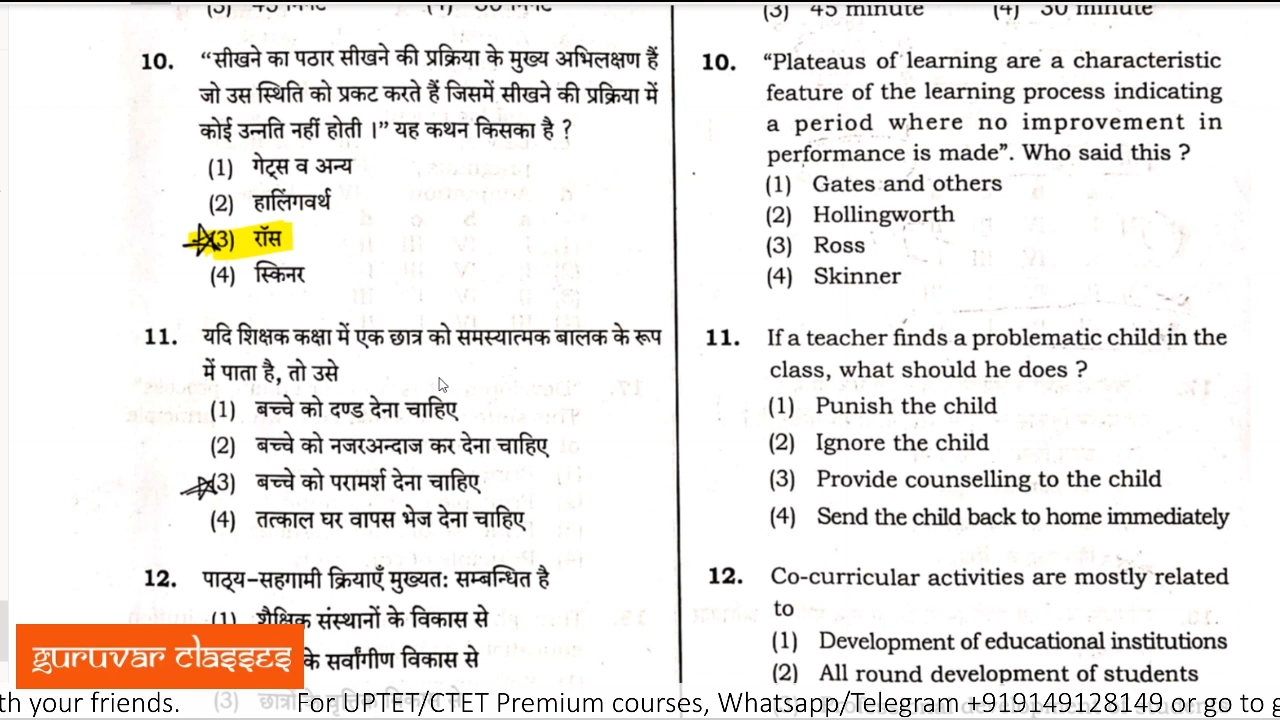 (3) 45 मिनट (4) 30 मिनट
10. “सीखने का पठार सीखने की प्रक्रिया के मुख्य अभिलक्षण हैं
जो उस स्थिति को प्रकट करते हैं जिसमें सीखने की प्रक्रिया में
कोई उन्नति नहीं होती ।” यह कथन किसका है ?
(1) गेट्स व अन्य
(2) हालिंगवर्थ
(3) रॉस
(4) स्किनर
11. यदि शिक्षक कक्षा में एक छात्र को समस्यात्मक बालक के रूप
में पाता है, तो उसे
(1) बच्चे को दण्ड देना चाहिए
(2) बच्चे को नजरअन्दाज कर देना चाहिए
(3) बच्चे को परामर्श देना चाहिए
(4) तत्काल घर वापस भेज देना चाहिए
12. पाठ्य-सहगामी क्रियाएँ मुख्यतः सम्बन्धित है
(1) शैक्षिक संस्थानों के विकास से
के सर्वांगीण विकास से
(3) छात्रों के
(3) 45 minute (4) 30 minute
10. “Plateaus of learning are a characteristic
feature of the learning process indicating
a period where no improvement in
performance is made”. Who said this ?
(1) Gates and others
(2) Hollingworth
(3) Ross
(4) Skinner
11. If a teacher finds a problematic child in the
class, what should he does ?
(1) Punish the child
(2) Ignore the child
(3) Provide counselling to the child
(4) Send the child back to home immediately
12. Co-curricular activities are mostly related
to
(1) Development of educational institutions
(2) All round development of students
guruvar classes
th your friends. For UPTET/CTET Premium courses, Whatsapp/Telegram +919149128149 or go to g